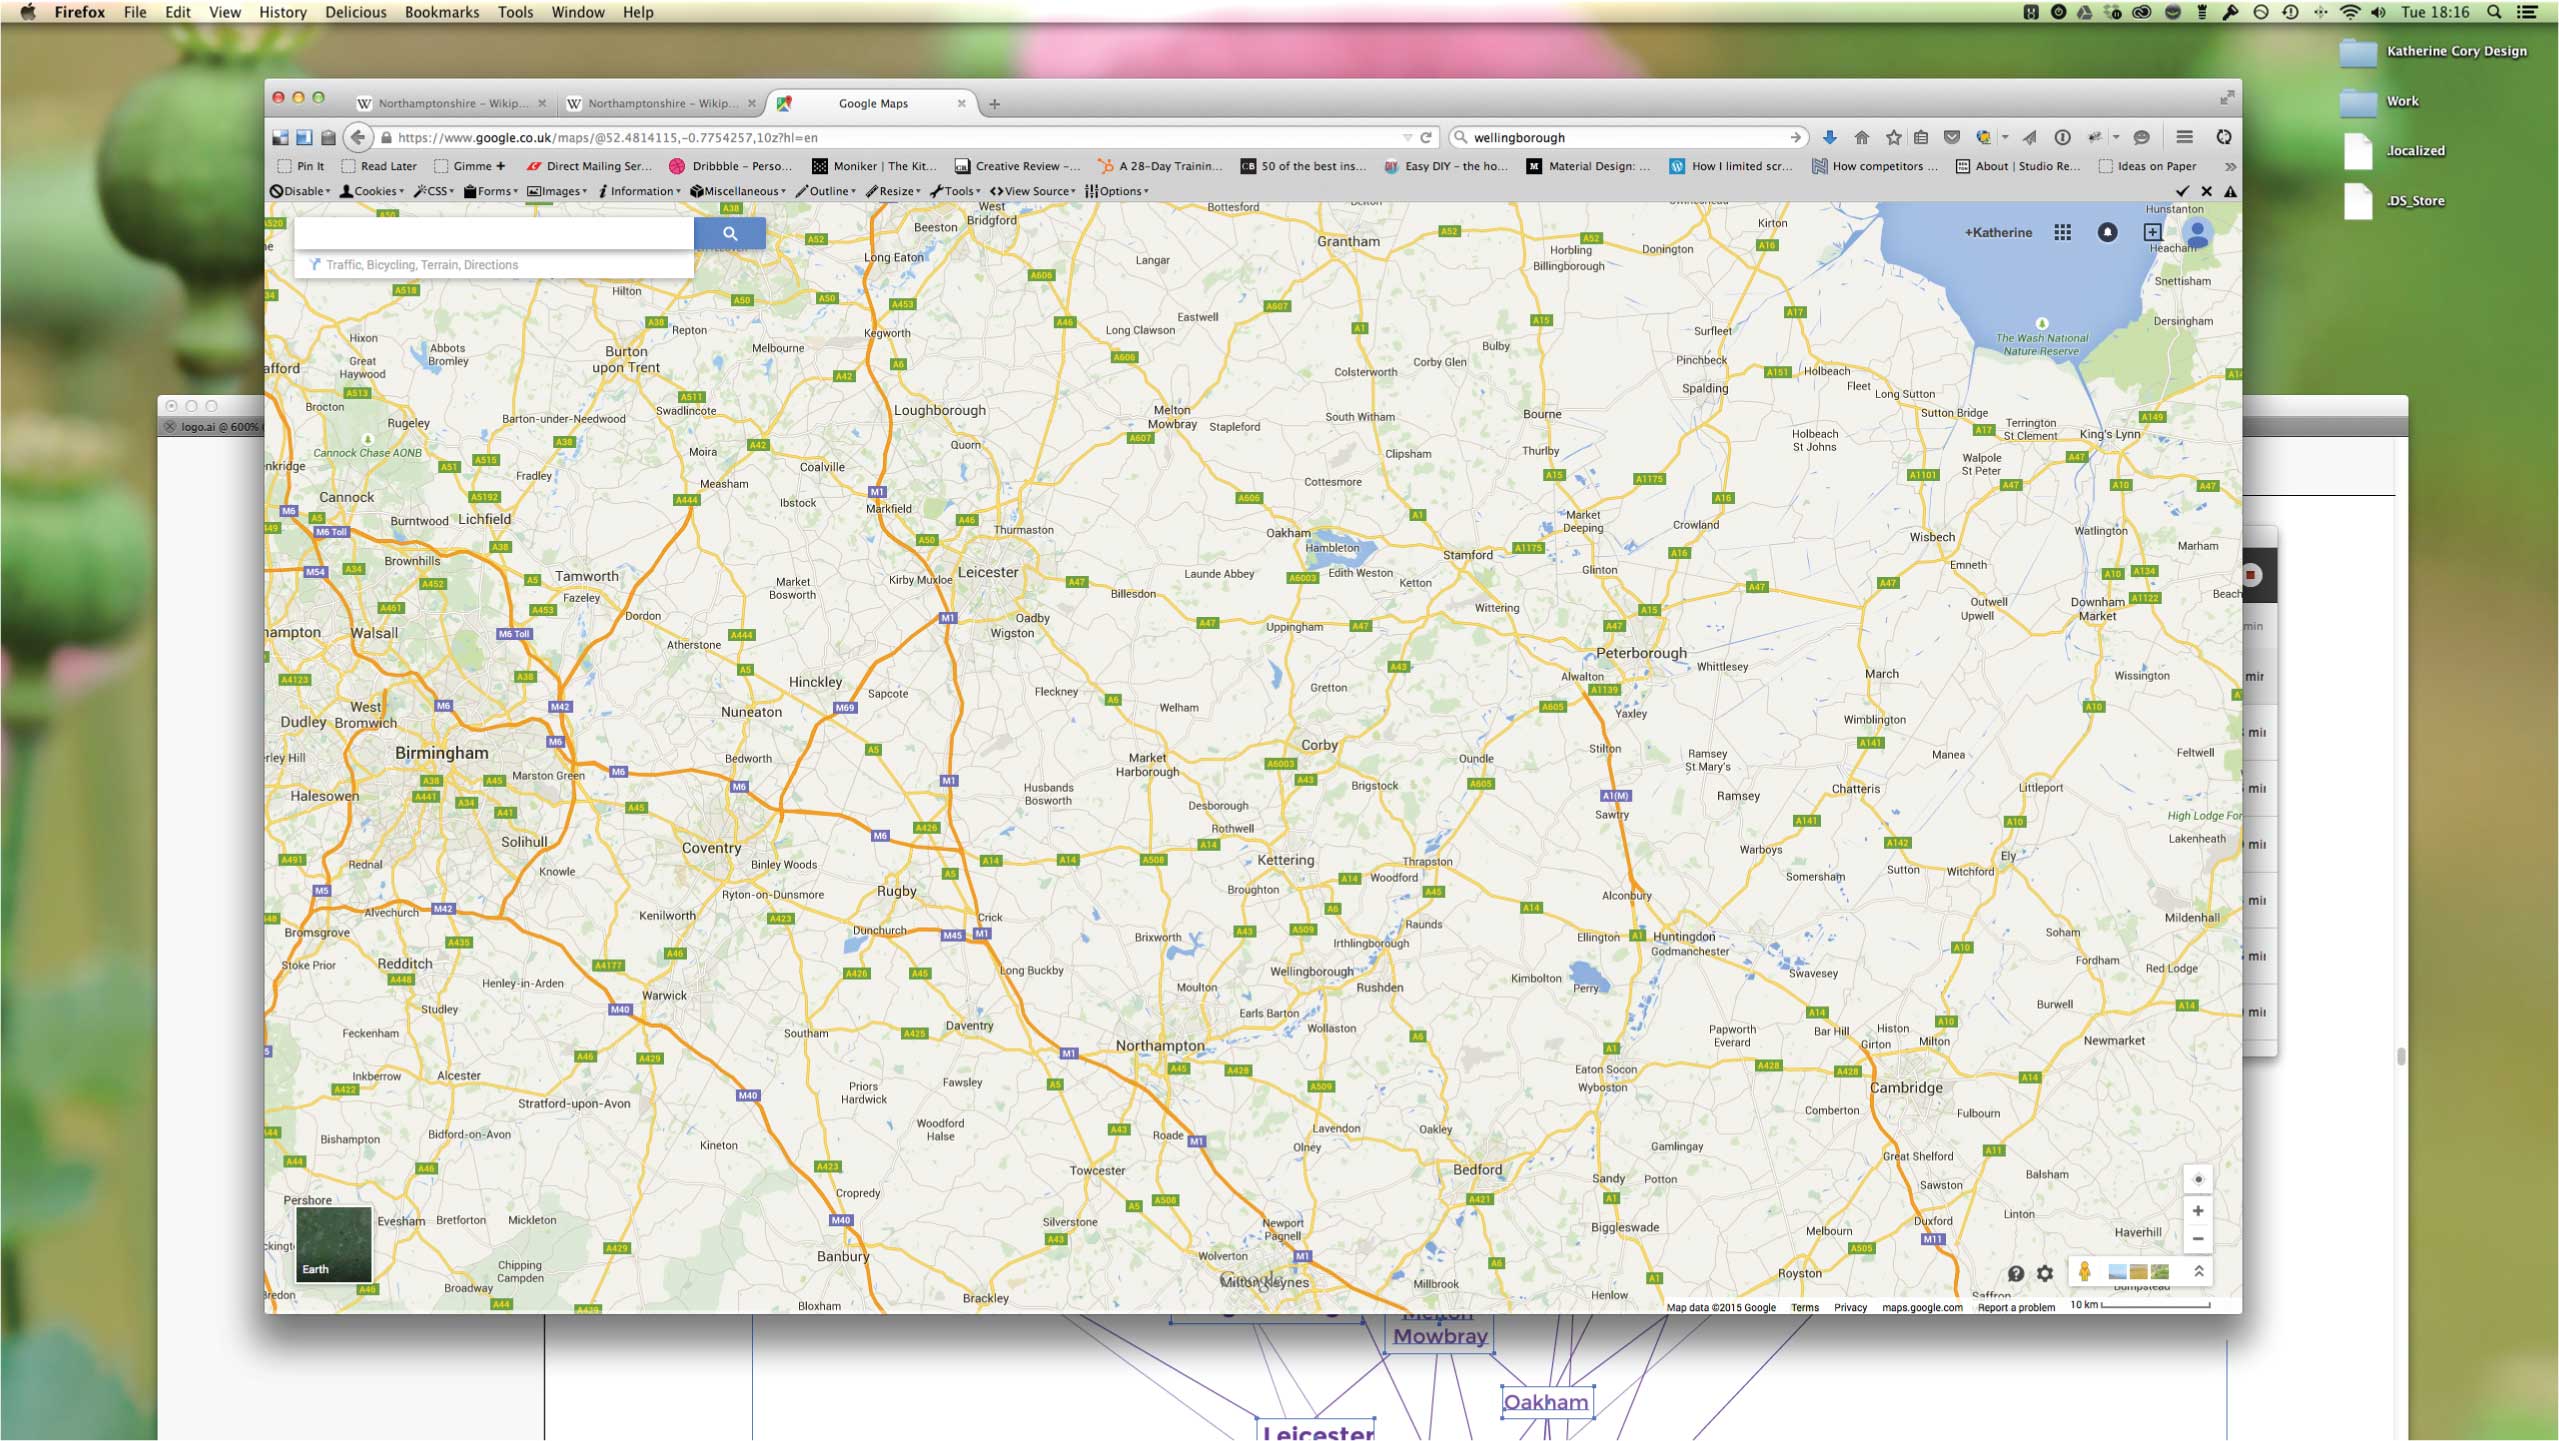 Firefox File Edit View History Delicious Bookmarks Tools Window Help
Tue 18:16
Katherine Cory Design
Work
.localized
.DS_Store
Northamptonshire – Wikip...
Northamptonshire – Wikip...
Google Maps
https://www.google.co.uk/maps/@52.4814115,-0.7754257,10z?hl=en
wellingborough
Pin It Read Later Gimme + Direct Mailing Ser... Dribbble – Perso... Moniker | The Kit... Creative Review –... A 28-Day Trainin... 50 of the best ins... Easy DIY – the ho... Material Design: ... How I limited scr... How competitors ... About | Studio Re... Ideas on Paper
Disable Cookies CSS Forms Images Information Miscellaneous Outline Resize Tools View Source Options
Traffic, Bicycling, Terrain, Directions
+Katherine
logo.ai @ 600%
West Bridgford
Beeston
Bottesford
Kirton
Hunstanton
Long Eaton
Grantham
Horbling
Billingborough
Donington
Heacham
Langar
Snettisham
Hilton
Repton
Kegworth
Long Clawson
Eastwell
Surfleet
Dersingham
The Wash National
Nature Reserve
Hixon
Great
Haywood
Abbots
Bromley
Burton
upon Trent
Melbourne
Bulby
Pinchbeck
Corby Glen
Colsterworth
Spalding
Holbeach
Fleet
Long Sutton
Brocton
Rugeley
Barton-under-Needwood
Swadlincote
Loughborough
Melton
Mowbray
Stapleford
South Witham
Bourne
Sutton Bridge
Terrington
St Clement
King's Lynn
Cannock Chase AONB
Moira
Quorn
Coalville
Clipsham
Thurlby
Holbeach
St Johns
Walpole
St Peter
Fradley
Measham
Ibstock
Cottesmore
Cannock
Burntwood
Lichfield
Markfield
Thurmaston
Oakham
Market
Deeping
Crowland
Wisbech
Watlington
Marham
Brownhills
Hambleton
Stamford
Emneth
Tamworth
Fazeley
Market
Bosworth
Kirby Muxloe
Leicester
Launde Abbey
Edith Weston
Ketton
Glinton
Billesdon
Outwell
Upwell
Downham
Market
Dordon
Walsall
Oadby
Wigston
Uppingham
Wittering
Atherstone
Peterborough
Whittlesey
March
Hinckley
Sapcote
Fleckney
Gretton
Alwalton
Wissington
West
Bromwich
Dudley
Nuneaton
Welham
Yaxley
Wimblington
Birmingham
Marston Green
Bedworth
Market
Harborough
Corby
Oundle
Stilton
Ramsey
St Mary's
Manea
Feltwell
Halesowen
Husbands
Bosworth
Brigstock
Ramsey
Chatteris
Littleport
Desborough
Rothwell
Sawtry
High Lodge For
Lakenheath
Solihull
Coventry
Binley Woods
Kettering
Thrapston
Warboys
Ely
Rednal
Knowle
Ryton-on-Dunsmore
Rugby
Broughton
Woodford
Alconbury
Somersham
Sutton
Witchford
Alvechurch
Kenilworth
Crick
Raunds
Mildenhall
Bromsgrove
Dunchurch
Brixworth
Irthlingborough
Ellington
Huntingdon
Godmanchester
Soham
Stoke Prior
Redditch
Henley-in-Arden
Long Buckby
Wellingborough
Rushden
Kimbolton
Perry
Swavesey
Fordham
Red Lodge
Studley
Warwick
Moulton
Burwell
Feckenham
Southam
Daventry
Earls Barton
Wollaston
Papworth
Everard
Bar Hill
Histon
Girton
Milton
Newmarket
Northampton
Inkberrow
Alcester
Fawsley
Eaton Socon
Wyboston
Cambridge
Stratford-upon-Avon
Priors
Hardwick
Comberton
Fulbourn
Bishampton
Bidford-on-Avon
Kineton
Woodford
Halse
Roade
Lavendon
Olney
Oakley
Gamlingay
Great Shelford
Towcester
Bedford
Sandy
Potton
Balsham
Pershore
Cropredy
Sawston
Evesham
Bretforton
Mickleton
Silverstone
Newport
Pagnell
Biggleswade
Melbourn
Duxford
Linton
Haverhill
Banbury
Wolverton
Milton Keynes
Millbrook
Royston
Chipping
Campden
Broadway
Bloxham
Brackley
Henlow
Earth
Google
Map data ©2015 Google Terms Privacy maps.google.com Report a problem 10 km
Melton
Mowbray
Oakham
Leicester